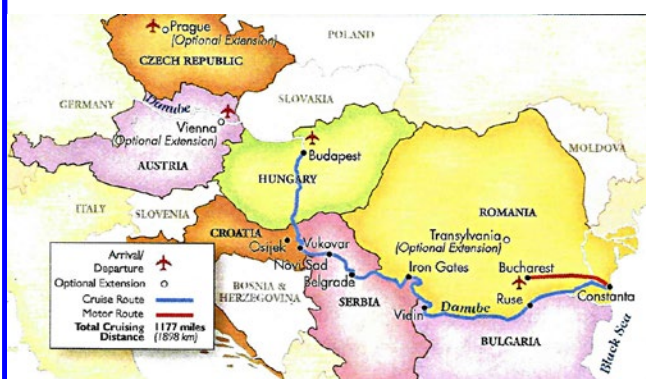 Prague
(Optional Extension)
CZECH REPUBLIC
POLAND
GERMANY
Danube
SLOVAKIA
Vienna
(Optional Extension)
AUSTRIA
Budapest
HUNGARY
MOLDOVA
ITALY
SLOVENIA
CROATIA
Osijek
Vukovar
Novi Sad
Belgrade
BOSNIA &
HERZEGOVINA
SERBIA
ROMANIA
Transylvania
(Optional Extension)
Iron Gates
Bucharest
Vidin
Danube
Ruse
Constanta
BULGARIA
Black Sea
Arrival/
Departure
Optional Extension
Cruise Route
Motor Route
Total Cruising 1177 miles
Distance (1898 km)